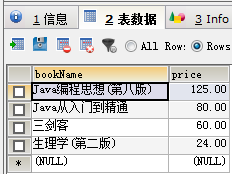 1 信息 2 表数据 3 Info
All Row: Rows
bookName price
Java编程思想(第八版) 125.00
Java从入门到精通 80.00
三剑客 60.00
生理学(第二版) 24.00
* (NULL) (NULL)